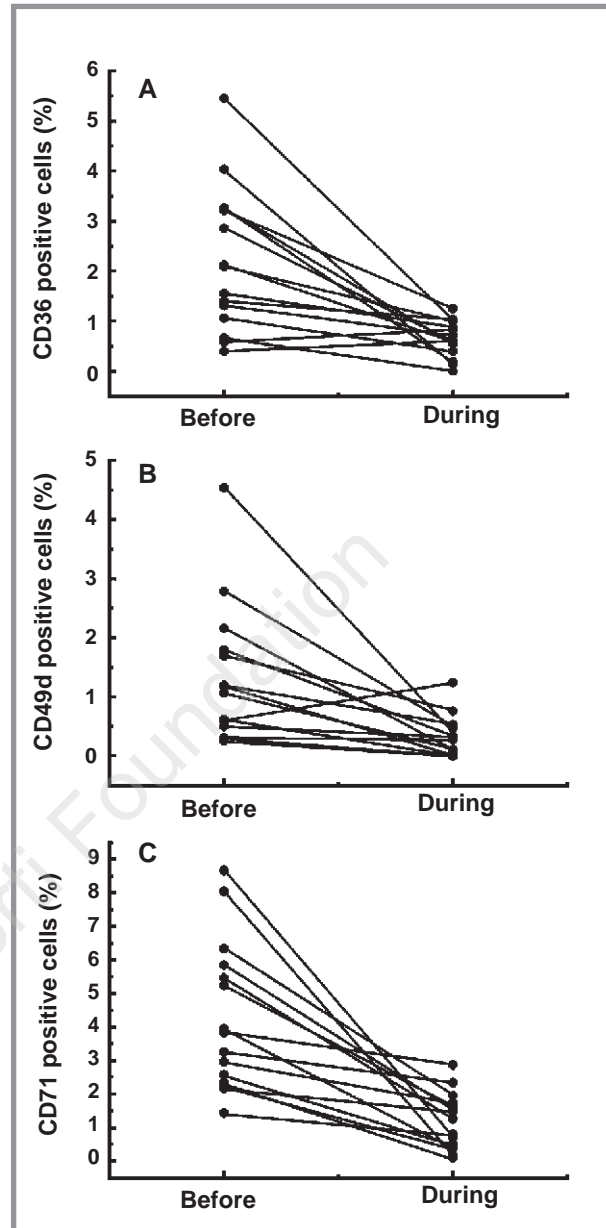 A
CD36 positive cells (%)
6
5
4
3
2
1
0
Before During
B
CD49d positive cells (%)
5
4
3
2
1
0
Before During
C
CD71 positive cells (%)
9
8
7
6
5
4
3
2
1
0
Before During
Foundation